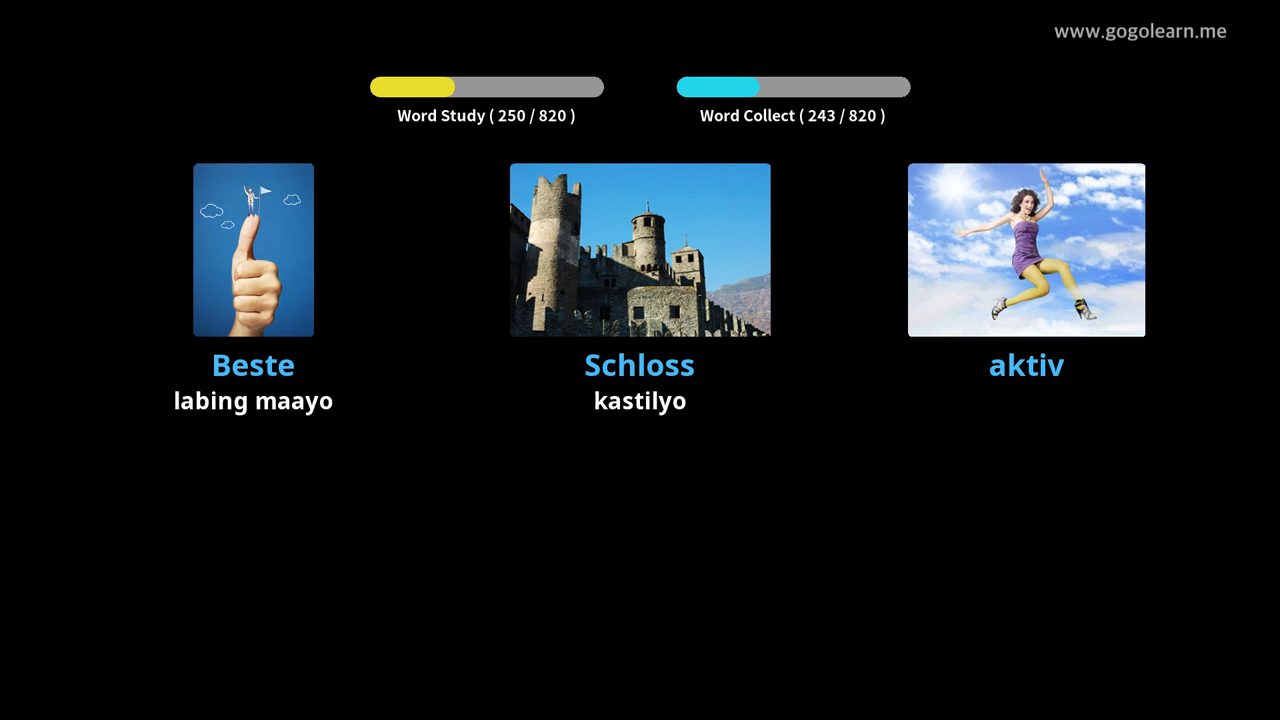 www.gogolearn.me
Word Study ( 250 / 820 )
Word Collect ( 243 / 820 )
Beste
labing maayo
Schloss
kastilyo
aktiv